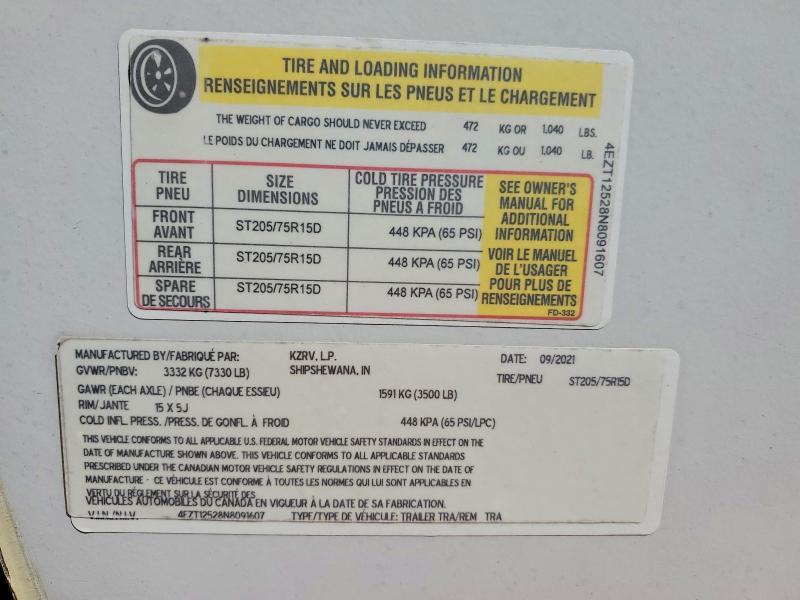 TIRE AND LOADING INFORMATION
RENSEIGNEMENTS SUR LES PNEUS ET LE CHARGEMENT
THE WEIGHT OF CARGO SHOULD NEVER EXCEED 472 KG OR 1,040 LBS.
LE POIDS DU CHARGEMENT NE DOIT JAMAIS DÉPASSER 472 KG OU 1,040 LB.
4EZT12528N8091607
TIRE
PNEU
SIZE
DIMENSIONS
COLD TIRE PRESSURE
PRESSION DES
PNEUS A FROID
FRONT
AVANT
ST205/75R15D
448 KPA (65 PSI)
REAR
ARRIÈRE
ST205/75R15D
448 KPA (65 PSI)
SPARE
DE SECOURS
ST205/75R15D
448 KPA (65 PSI)
SEE OWNER'S
MANUAL FOR
ADDITIONAL
INFORMATION
VOIR LE MANUEL
DE L'USAGER
POUR PLUS DE
RENSEIGNEMENTS
FD-332
MANUFACTURED BY/FABRIQUÉ PAR: KZRV, L.P. DATE: 09/2021
GVWR/PNBV: 3332 KG (7330 LB) SHIPSHEWANA, IN TIRE/PNEU ST205/75R15D
GAWR (EACH AXLE) / PNBE (CHAQUE ESSIEU) 1591 KG (3500 LB)
RIM/JANTE 15 X 5J
COLD INFL. PRESS. /PRESS. DE GONFL. À FROID 448 KPA (65 PSI/LPC)
THIS VEHICLE CONFORMS TO ALL APPLICABLE U.S. FEDERAL MOTOR VEHICLE SAFETY STANDARDS IN EFFECT ON THE
DATE OF MANUFACTURE SHOWN ABOVE. THIS VEHICLE CONFORMS TO ALL APPLICABLE STANDARDS
PRESCRIBED UNDER THE CANADIAN MOTOR VEHICLE SAFETY REGULATIONS IN EFFECT ON THE DATE OF
MANUFACTURE - CE VÉHICULE EST CONFORME À TOUTES LES NORMES QUI LUI SONT APPLICABLES EN
VERTU DU RÉGLEMENT SUR LA SÉCURITÉ DES
VÉHICULES AUTOMOBILES DU CANADA EN VIGUEUR À LA DATE DE SA FABRICATION.
V.I.N./N.I.V. 4EZT12528N8091607 TYPE/TYPE DE VÉHICULE: TRAILER TRA/REM TRA